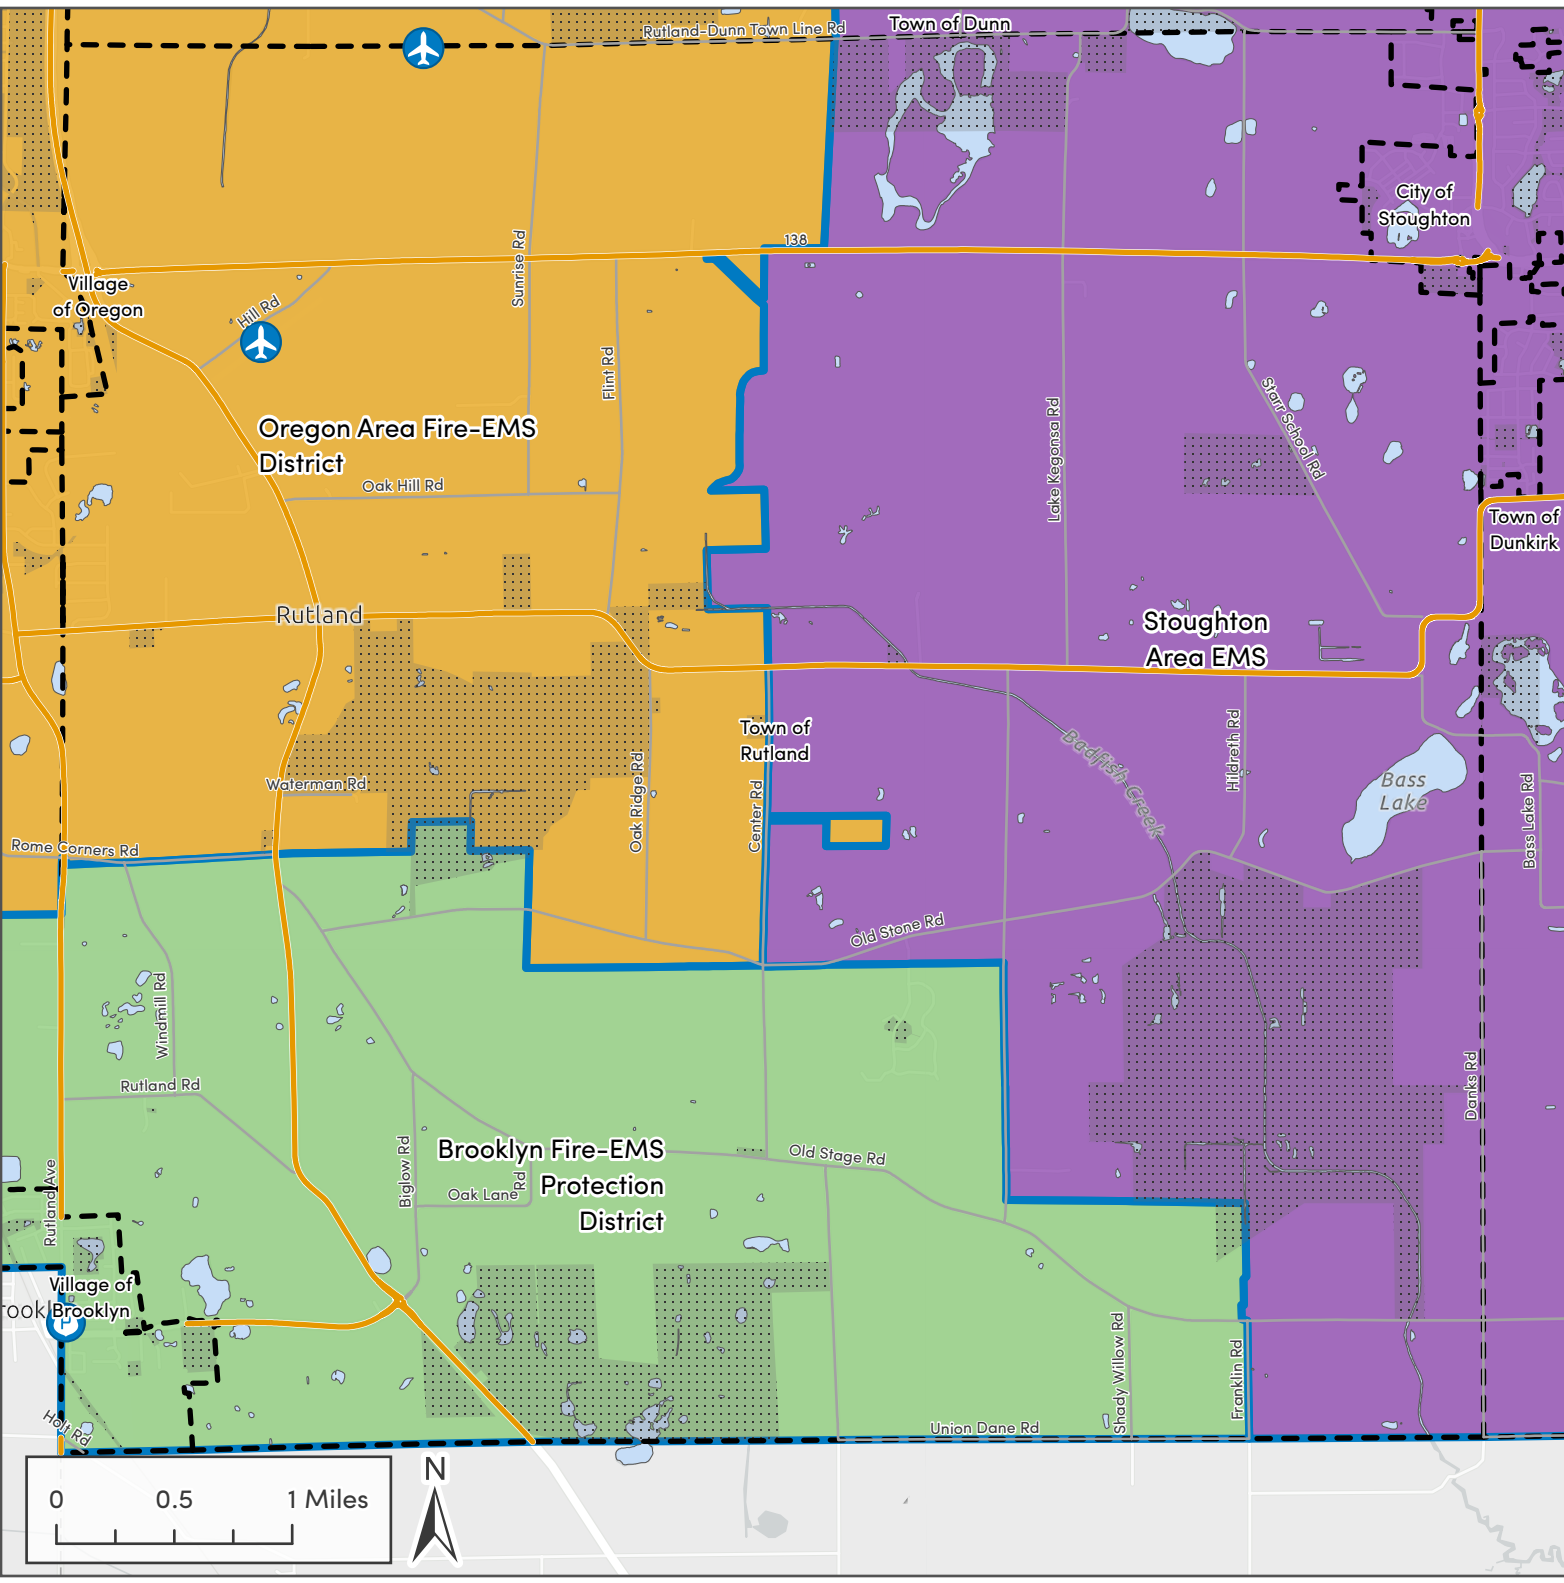 Rutland-Dunn Town Line Rd
Town of Dunn
City of
Stoughton
138
Sunrise Rd
Village
of Oregon
Hill Rd
Flint Rd
Oregon Area Fire-EMS
District
Oak Hill Rd
Lake Kegonsa Rd
Starr School Rd
Town of
Dunkirk
Rutland
Stoughton
Area EMS
Town of
Rutland
Badfish Creek
Hildreth Rd
Bass
Lake
Bass Lake Rd
Waterman Rd
Oak Ridge Rd
Center Rd
Rome Corners Rd
Old Stone Rd
Windmill Rd
Rutland Rd
Danks Rd
Biglow Rd
Brooklyn Fire-EMS
Protection
District
Old Stage Rd
Oak Lane
Rd
Rutland Ave
Village of
Brooklyn
rookl
Shady Willow Rd
Franklin Rd
Holt Rd
Union Dane Rd
N
0 0.5 1 Miles